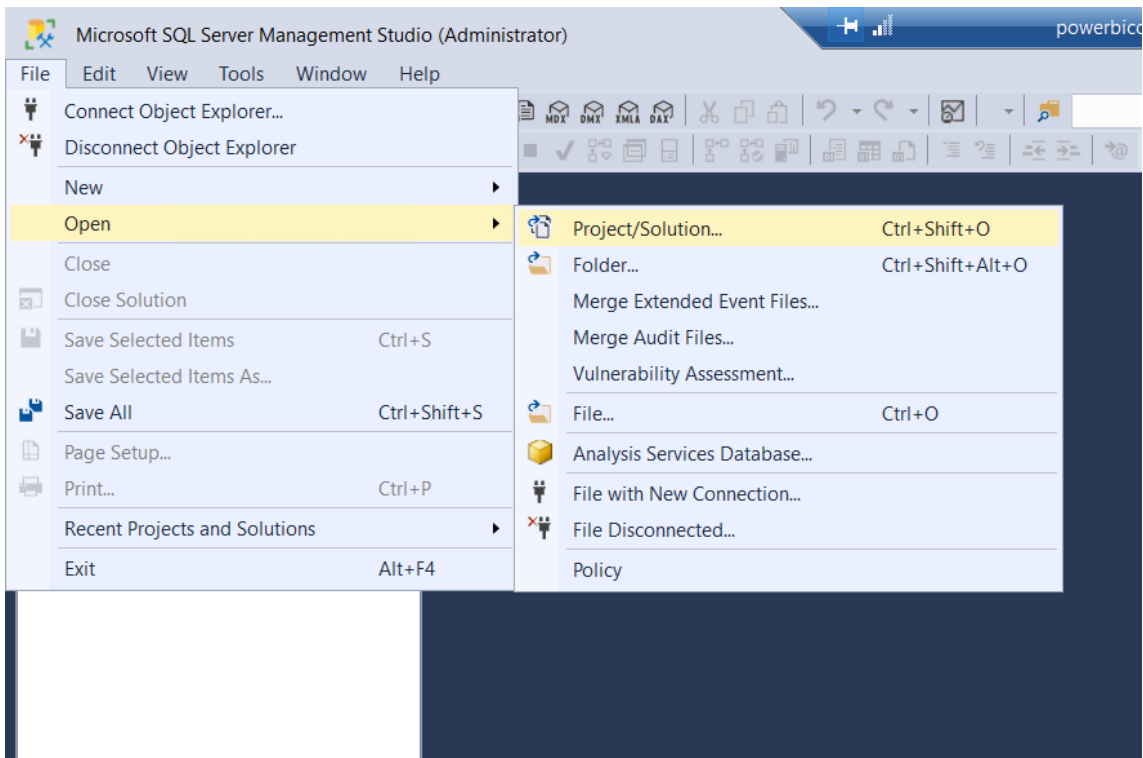 Microsoft SQL Server Management Studio (Administrator)
powerbico
File Edit View Tools Window Help
MDX DMX XMLA DAX
Connect Object Explorer...
Disconnect Object Explorer
New
Open
Close
Close Solution
Save Selected Items Ctrl+S
Save Selected Items As...
Save All Ctrl+Shift+S
Page Setup...
Print... Ctrl+P
Recent Projects and Solutions
Exit Alt+F4
Project/Solution... Ctrl+Shift+O
Folder... Ctrl+Shift+Alt+O
Merge Extended Event Files...
Merge Audit Files...
Vulnerability Assessment...
File... Ctrl+O
Analysis Services Database...
File with New Connection...
File Disconnected...
Policy